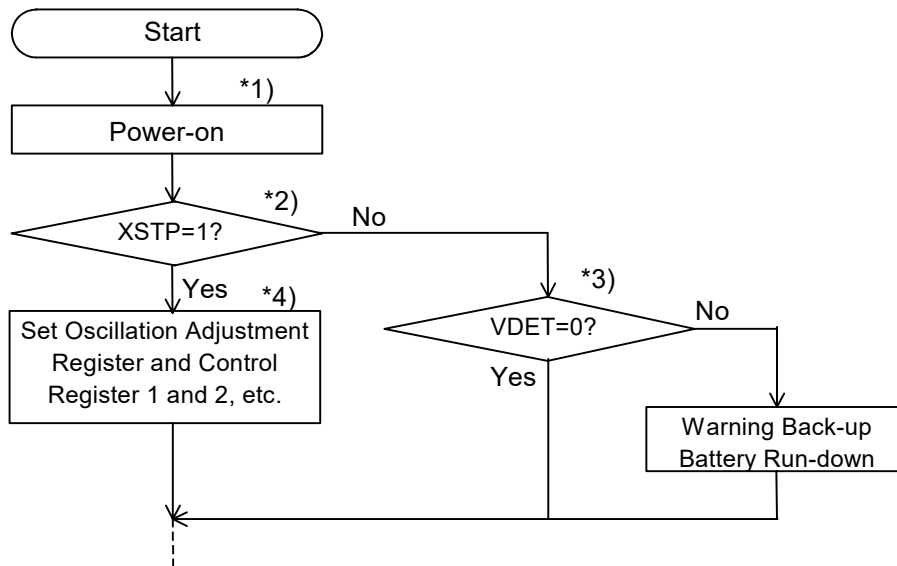 Start
*1)
Power-on
*2)
XSTP=1?
No
Yes
*4)
Set Oscillation Adjustment
Register and Control
Register 1 and 2, etc.
*3)
VDET=0?
No
Yes
Warning Back-up
Battery Run-down